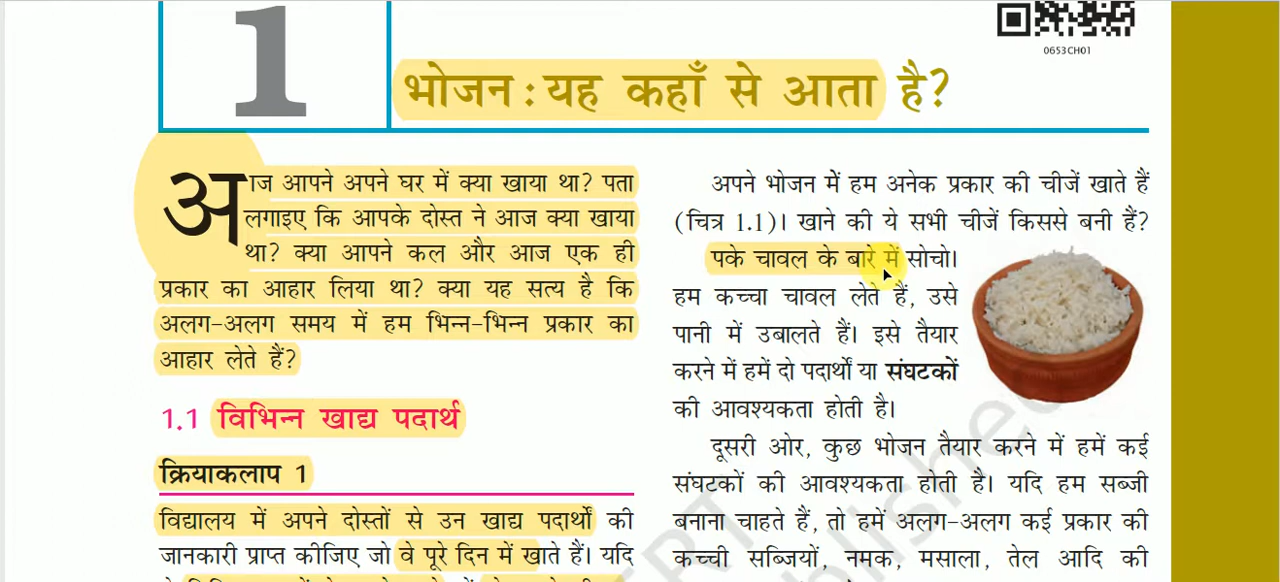 1
0653CH01
भोजन : यह कहाँ से आता है?
आज आपने अपने घर में क्या खाया था? पता
लगाइए कि आपके दोस्त ने आज क्या खाया
था? क्या आपने कल और आज एक ही
प्रकार का आहार लिया था? क्या यह सत्य है कि
अलग-अलग समय में हम भिन्न-भिन्न प्रकार का
आहार लेते हैं?
1.1 विभिन्न खाद्य पदार्थ
क्रियाकलाप 1
विद्यालय में अपने दोस्तों से उन खाद्य पदार्थों की
जानकारी प्राप्त कीजिए जो वे पूरे दिन में खाते हैं। यदि
अपने भोजन में हम अनेक प्रकार की चीजें खाते हैं
(चित्र 1.1)। खाने की ये सभी चीजें किससे बनी हैं?
पके चावल के बारे में सोचो।
हम कच्चा चावल लेते हैं, उसे
पानी में उबालते हैं। इसे तैयार
करने में हमें दो पदार्थों या संघटकों
की आवश्यकता होती है।
दूसरी ओर, कुछ भोजन तैयार करने में हमें कई
संघटकों की आवश्यकता होती है। यदि हम सब्जी
बनाना चाहते हैं, तो हमें अलग-अलग कई प्रकार की
कच्ची सब्जियों, नमक, मसाला, तेल आदि की